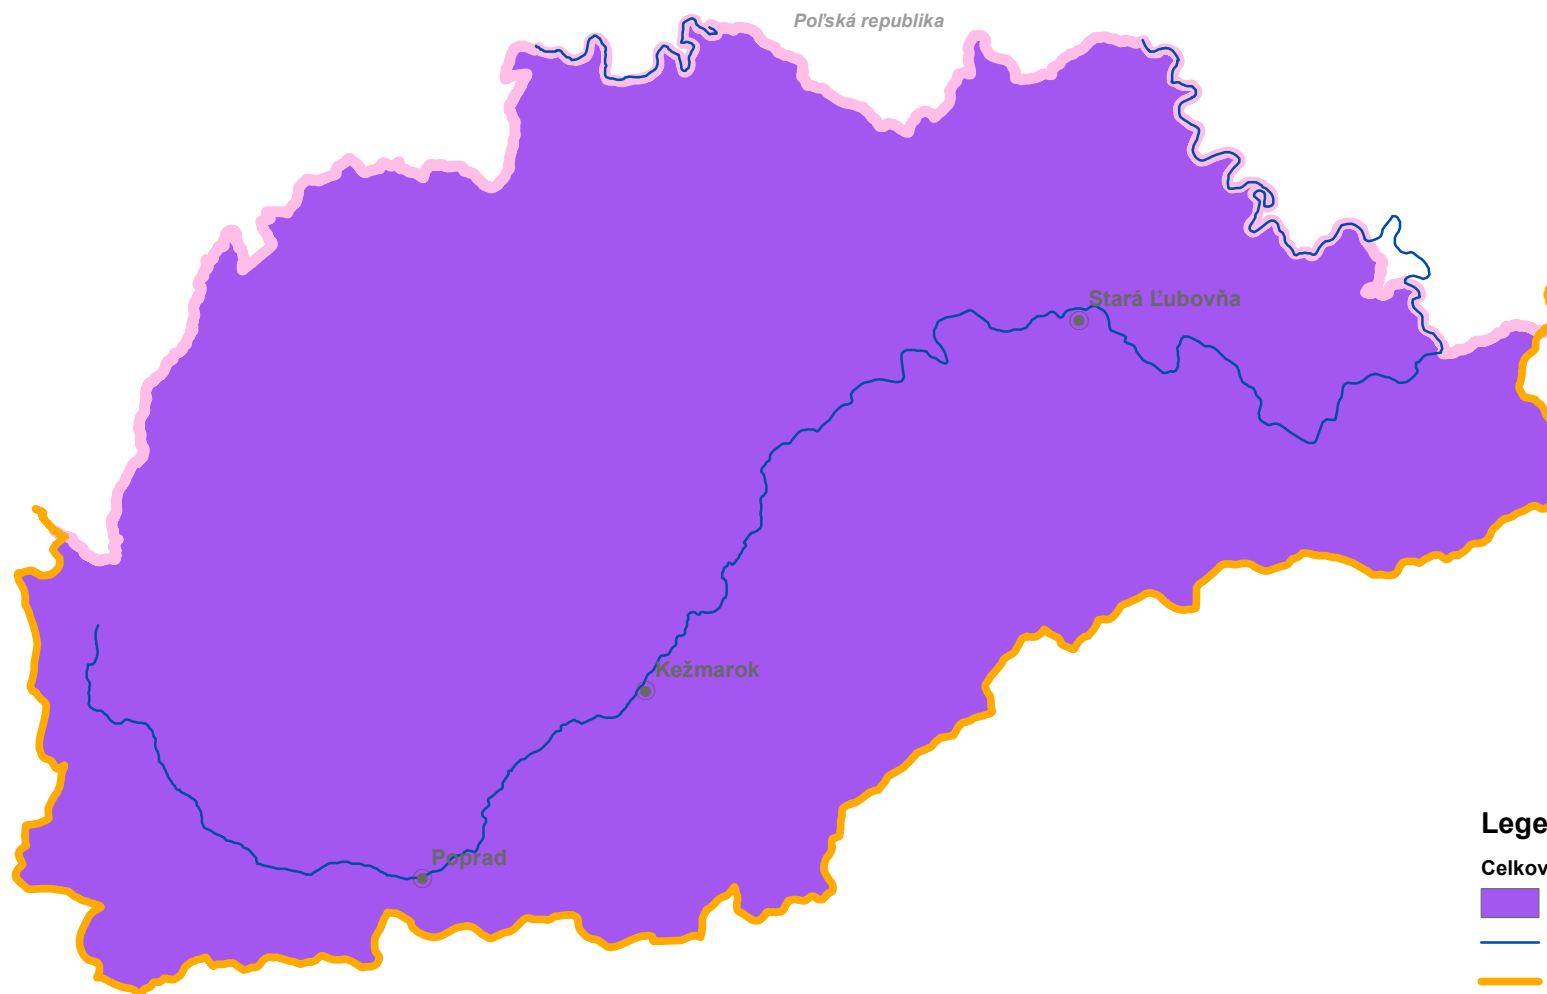 Poľská republika
Stará Ľubovňa
Kežmarok
Poprad
Lege
Celkov